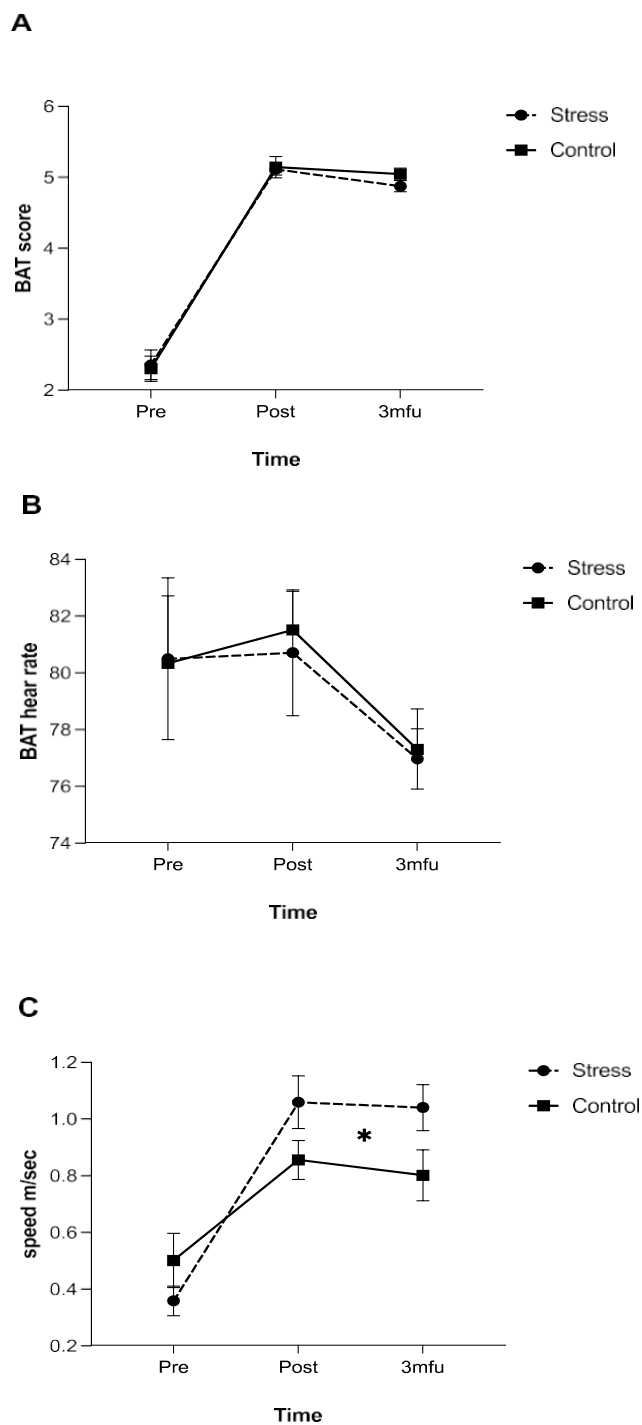 A
6
5
4
3
2
BAT score
Pre Post 3mfu
Time
Stress
Control
B
84
82
80
78
76
74
BAT hear rate
Pre Post 3mfu
Time
Stress
Control
C
1.2
1.0
0.8
0.6
0.4
0.2
speed m/sec
*
Pre Post 3mfu
Time
Stress
Control